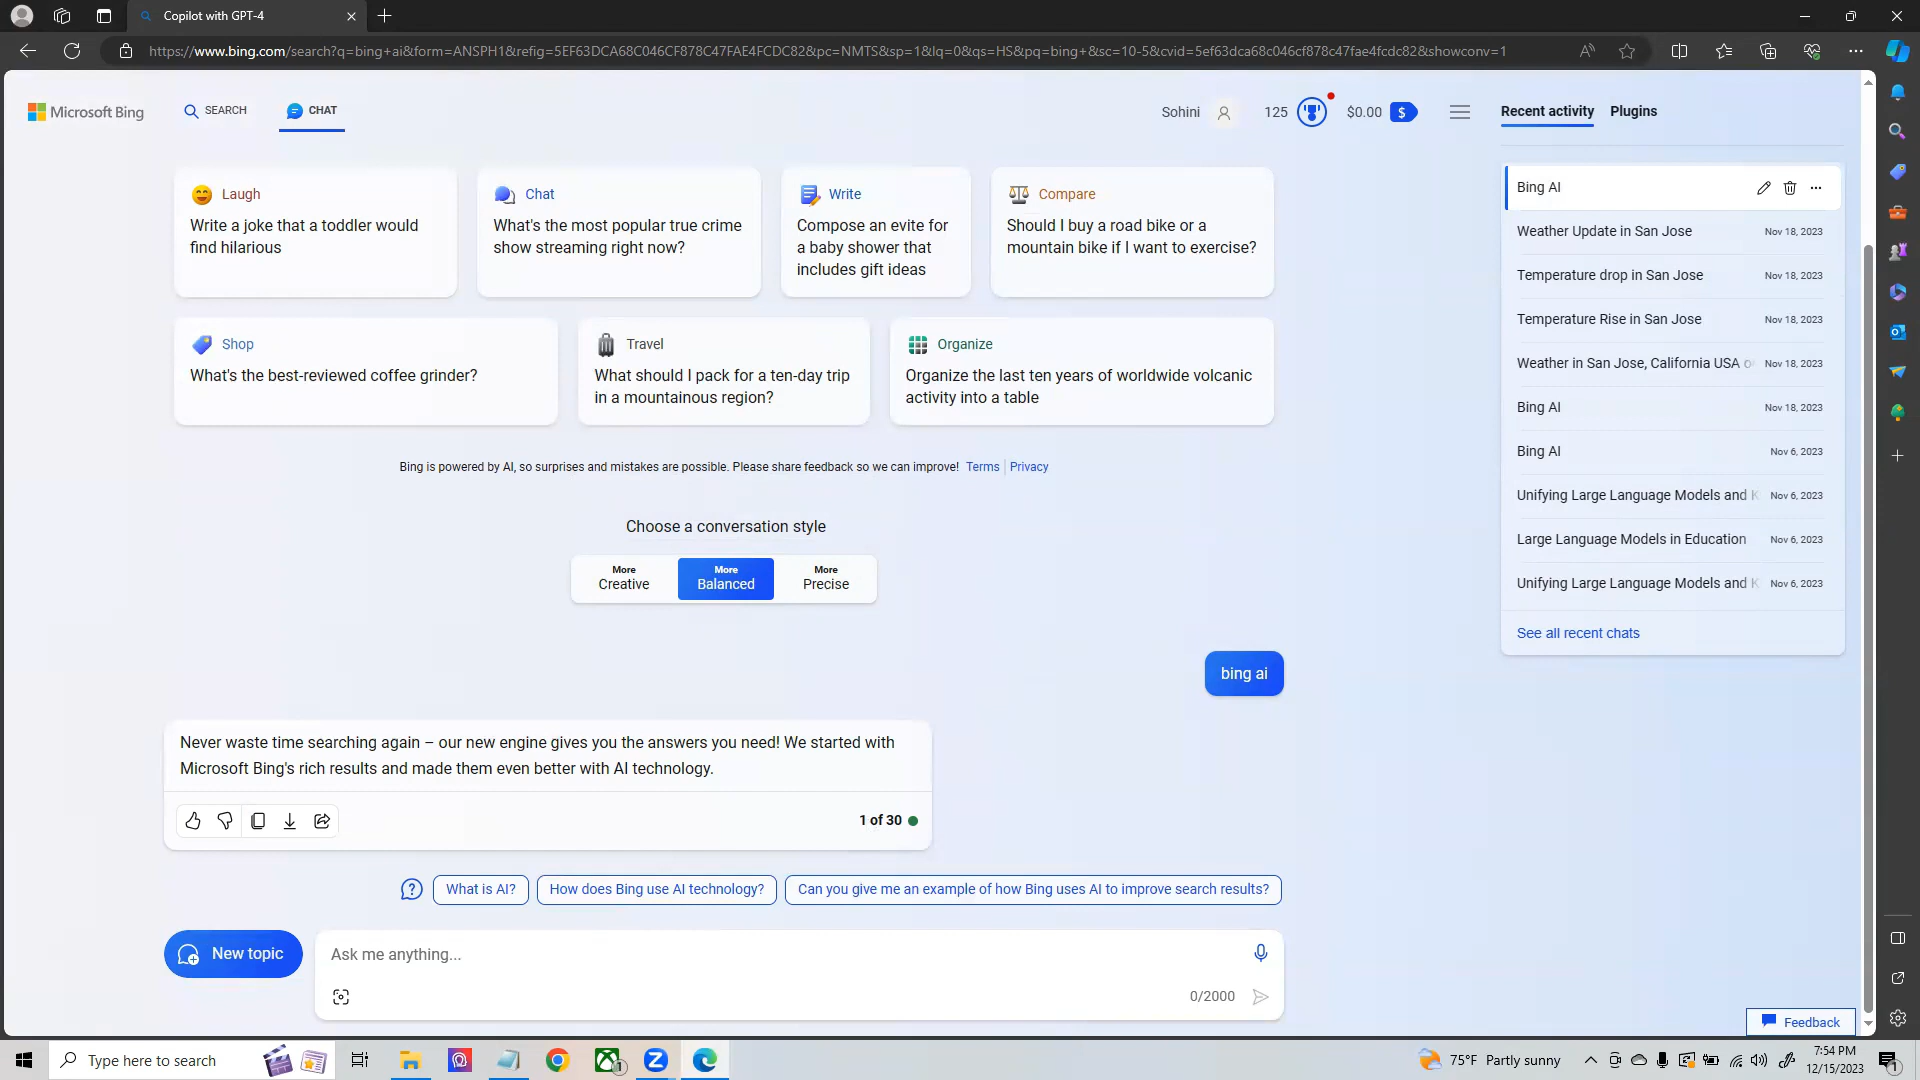 Copilot with GPT-4
https://www.bing.com/search?q=bing+ai&form=ANSPH1&refig=5EF63DCA68C046CF878C47FAE4FCDC82&pc=NMTS&sp=1&lq=0&qs=HS&pq=bing+&sc=10-5&cvid=5ef63dca68c046cf878c47fae4fcdc82&showconv=1
Microsoft Bing
SEARCH
CHAT
Sohini
125
$0.00
$
Recent activity
Plugins
Laugh
Write a joke that a toddler would
find hilarious
Chat
What's the most popular true crime
show streaming right now?
Write
Compose an evite for
a baby shower that
includes gift ideas
Compare
Should I buy a road bike or a
mountain bike if I want to exercise?
Shop
What's the best-reviewed coffee grinder?
Travel
What should I pack for a ten-day trip
in a mountainous region?
Organize
Organize the last ten years of worldwide volcanic
activity into a table
Bing is powered by AI, so surprises and mistakes are possible. Please share feedback so we can improve! Terms Privacy
Choose a conversation style
More
Creative
More
Balanced
More
Precise
bing ai
Never waste time searching again – our new engine gives you the answers you need! We started with
Microsoft Bing's rich results and made them even better with AI technology.
1 of 30
What is AI?
How does Bing use AI technology?
Can you give me an example of how Bing uses AI to improve search results?
New topic
Ask me anything...
0/2000
Bing AI
Weather Update in San Jose Nov 18, 2023
Temperature drop in San Jose Nov 18, 2023
Temperature Rise in San Jose Nov 18, 2023
Weather in San Jose, California USA Nov 18, 2023
Bing AI Nov 18, 2023
Bing AI Nov 6, 2023
Unifying Large Language Models and K Nov 6, 2023
Large Language Models in Education Nov 6, 2023
Unifying Large Language Models and K Nov 6, 2023
See all recent chats
Feedback
Type here to search
75°F Partly sunny
7:54 PM
12/15/2023